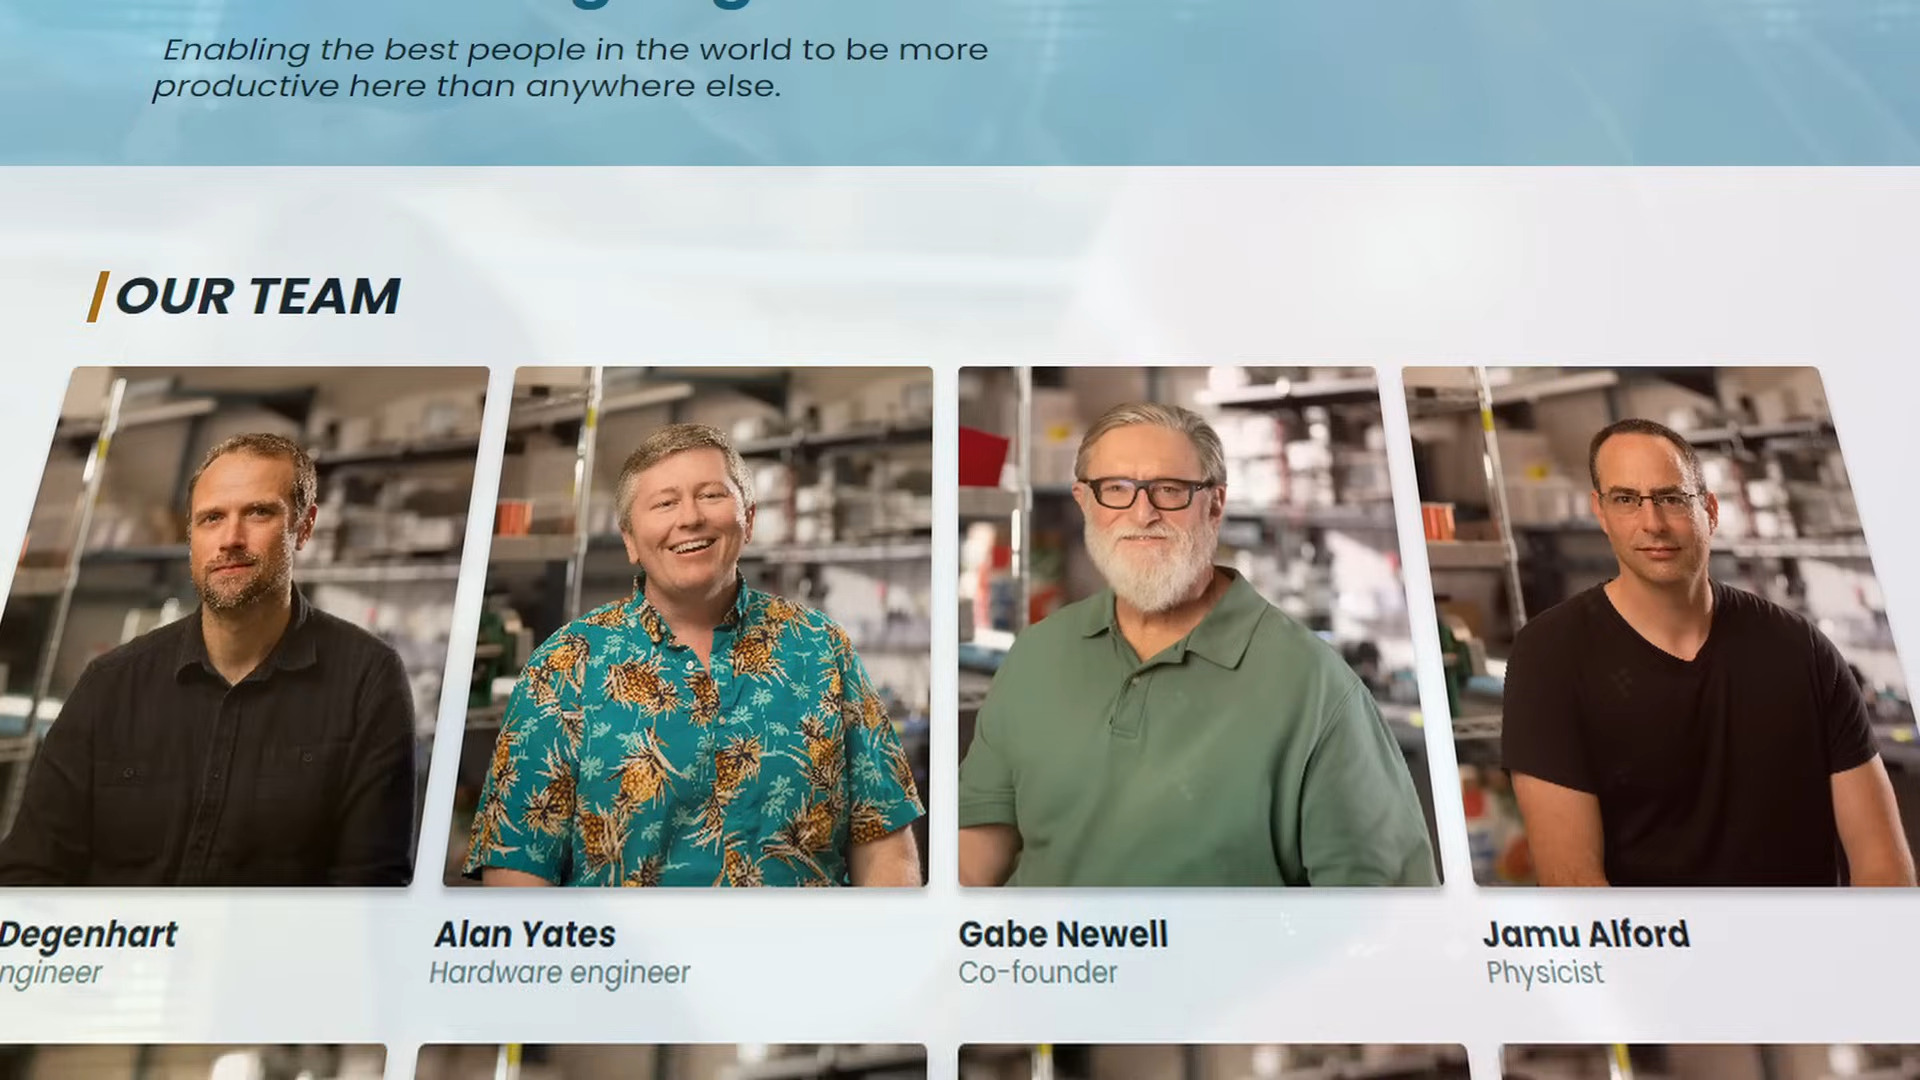 Enabling the best people in the world to be more
productive here than anywhere else.
OUR TEAM
Degenhart
ngineer
Alan Yates
Hardware engineer
Gabe Newell
Co-founder
Jamu Alford
Physicist